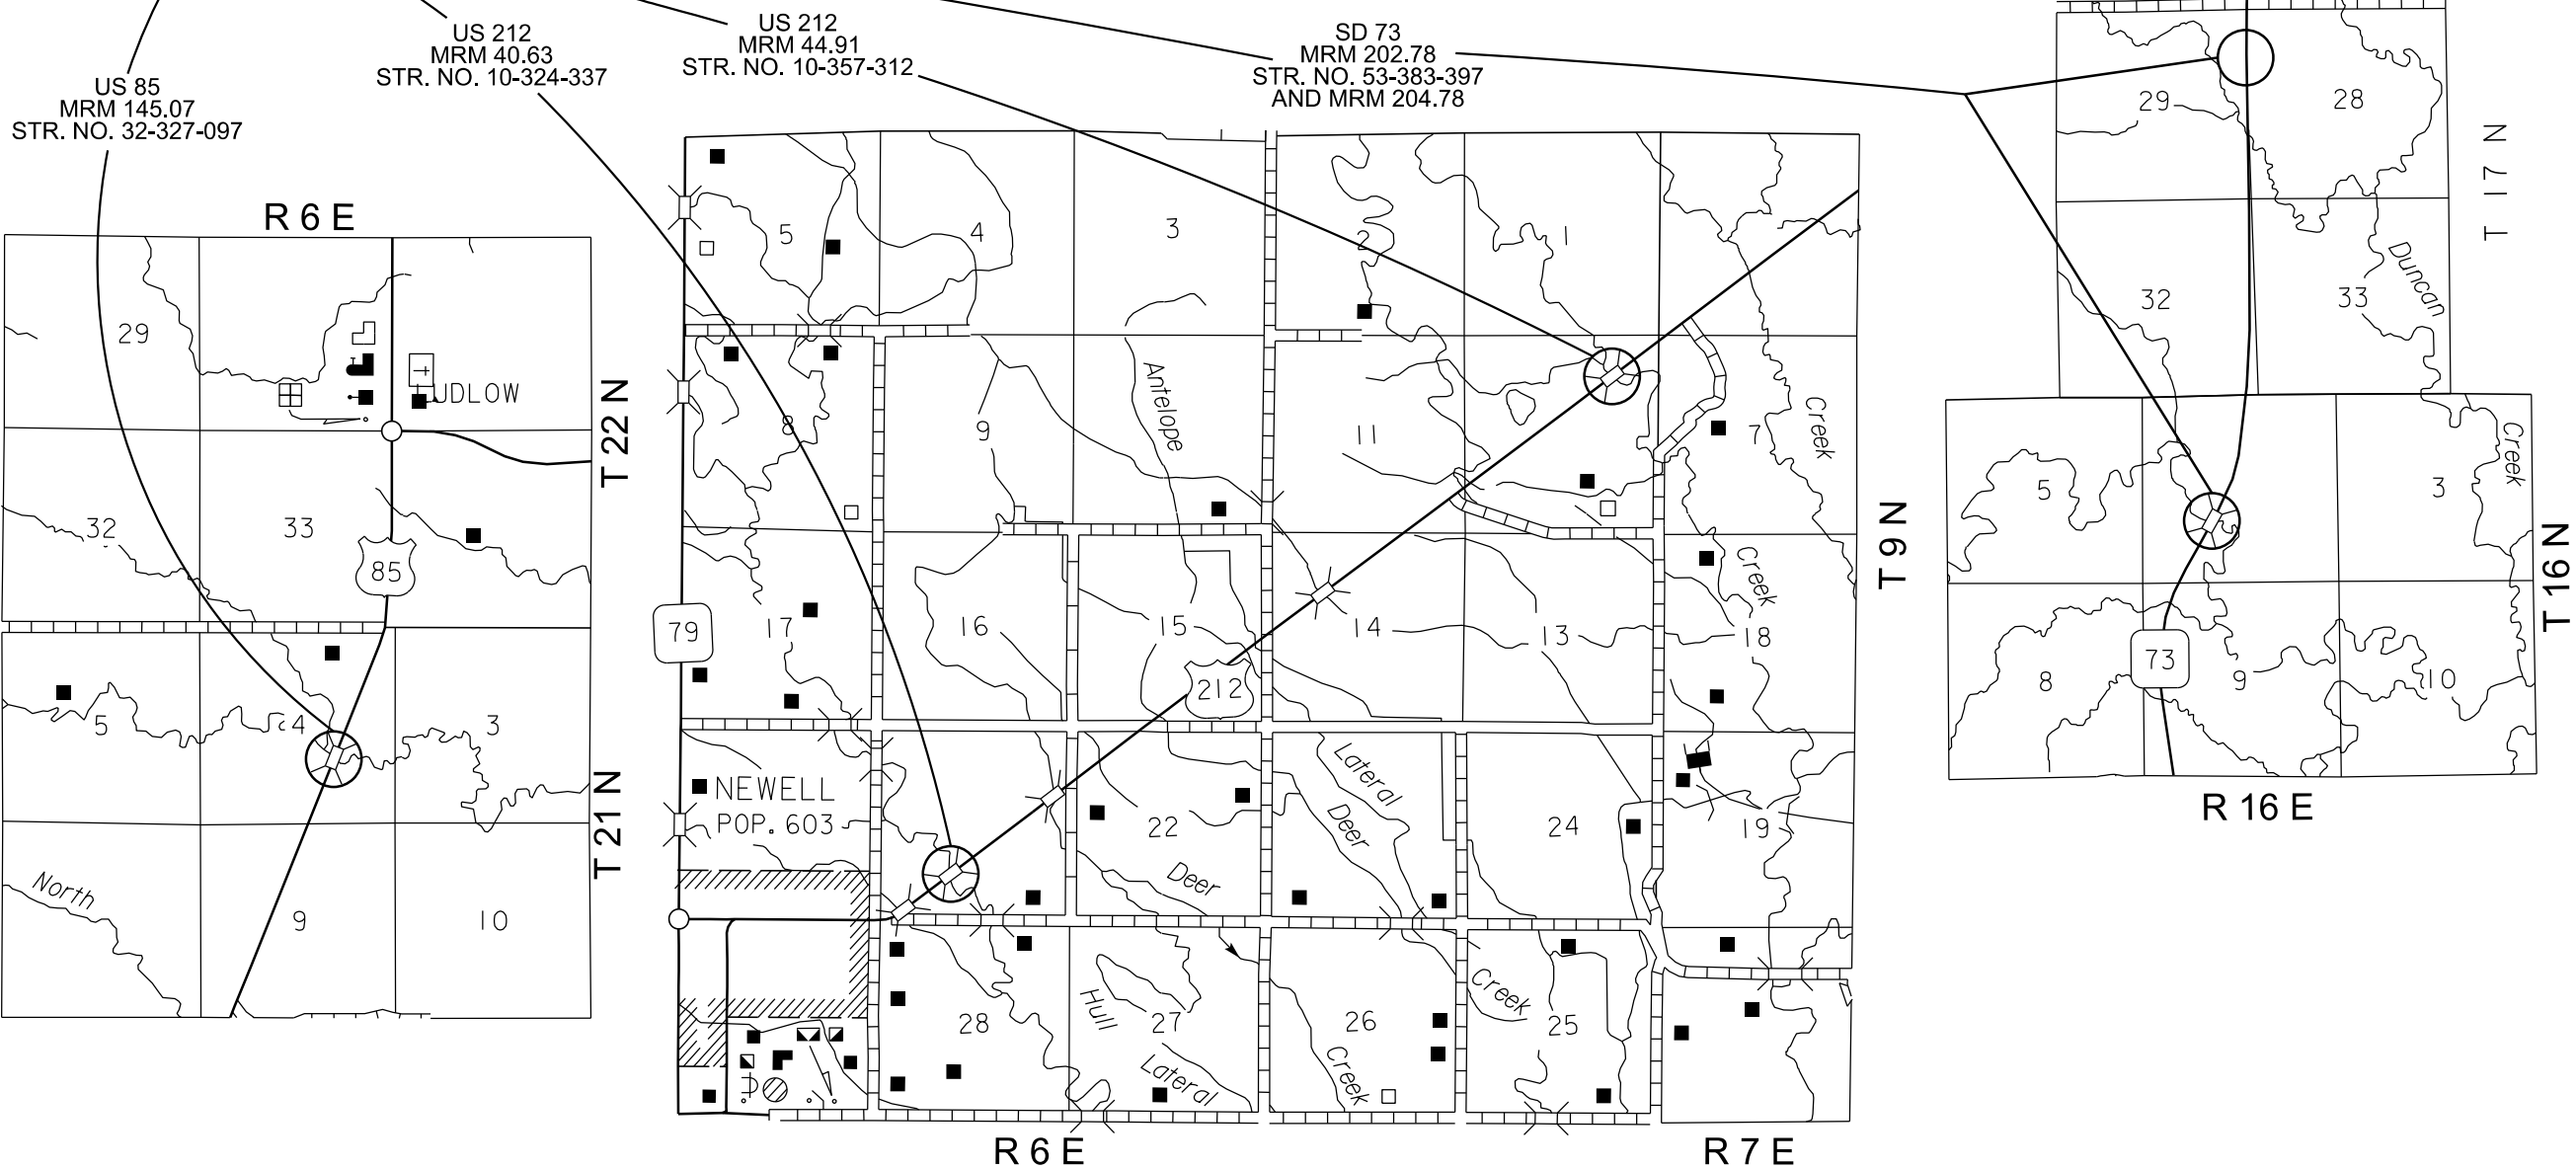 US 85
MRM 145.07
STR. NO. 32-327-097
US 212
MRM 40.63
STR. NO. 10-324-337
US 212
MRM 44.91
STR. NO. 10-357-312
SD 73
MRM 202.78
STR. NO. 53-383-397
AND MRM 204.78
R 6 E
29
LUDLOW
32
33
85
5
4
3
North
9
10
T 22 N
T 21 N
5
4
3
2
1
8
9
Antelope
11
7
Creek
79
17
16
15
14
13
Creek
18
212
NEWELL
POP. 603
22
Deer
Lateral
Deer
24
19
28
Hull
27
Lateral
26
Creek
Creek
25
R 6 E
R 7 E
T 9 N
29
28
T 17 N
32
33
Duncan
5
3
Creek
8
73
9
10
T 16 N
R 16 E